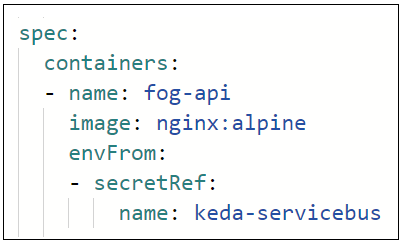 spec:
  containers:
  - name: fog-api
    image: nginx:alpine
    envFrom:
    - secretRef:
        name: keda-servicebus